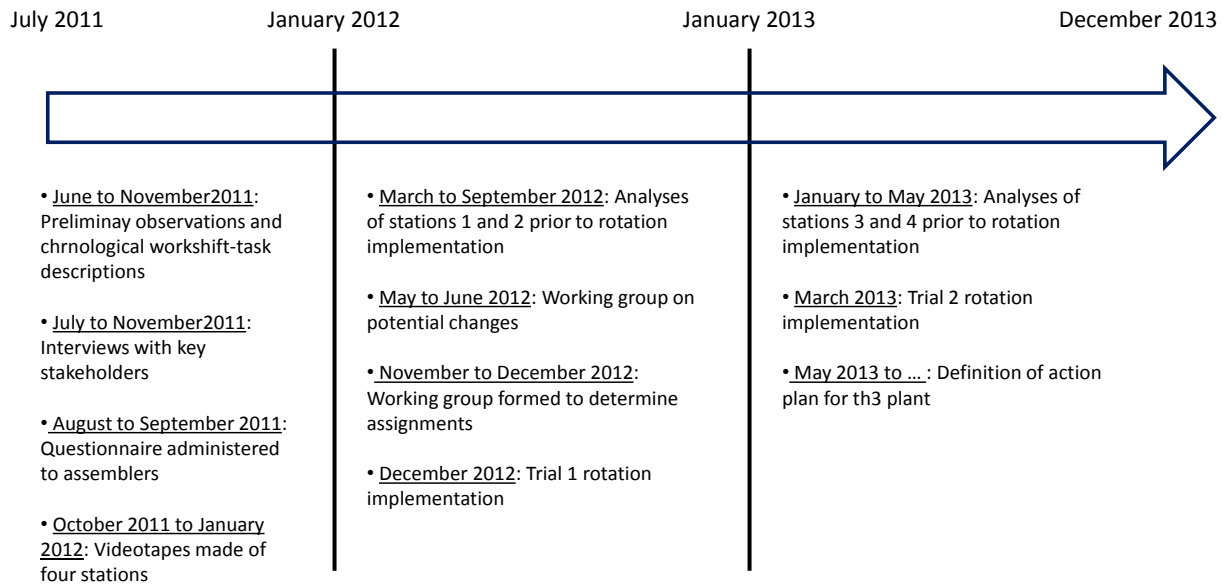 July 2011
January 2012
January 2013
December 2013
• June to November2011:
Preliminay observations and
chrnological workshift-task
descriptions
• July to November2011:
Interviews with key
stakeholders
• August to September 2011:
Questionnaire administered
to assemblers
• October 2011 to January
2012: Videotapes made of
four stations
• March to September 2012: Analyses
of stations 1 and 2 prior to rotation
implementation
• May to June 2012: Working group on
potential changes
• November to December 2012:
Working group formed to determine
assignments
• December 2012: Trial 1 rotation
implementation
• January to May 2013: Analyses of
stations 3 and 4 prior to rotation
implementation
• March 2013: Trial 2 rotation
implementation
• May 2013 to ... : Definition of action
plan for th3 plant